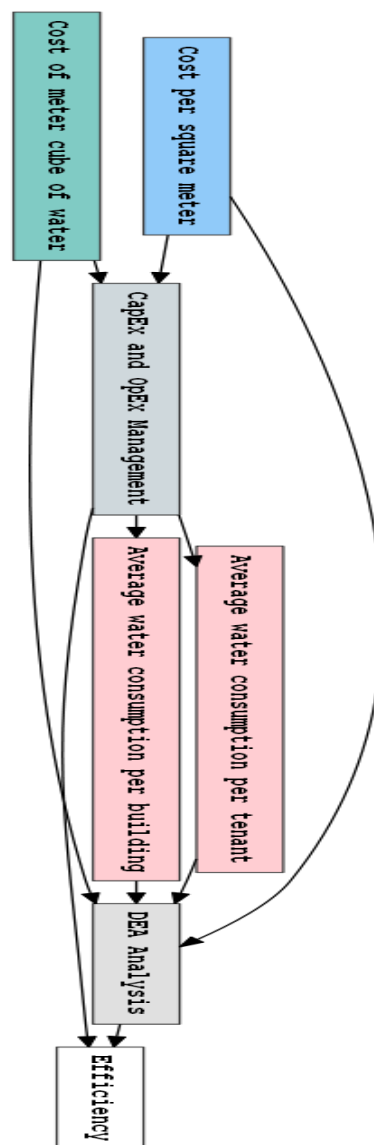 Cost per square meter
Cost of meter cube of water
CapEx and OpEx Management
Average water consumption per tenant
Average water consumption per building
DEA Analysis
Efficiency